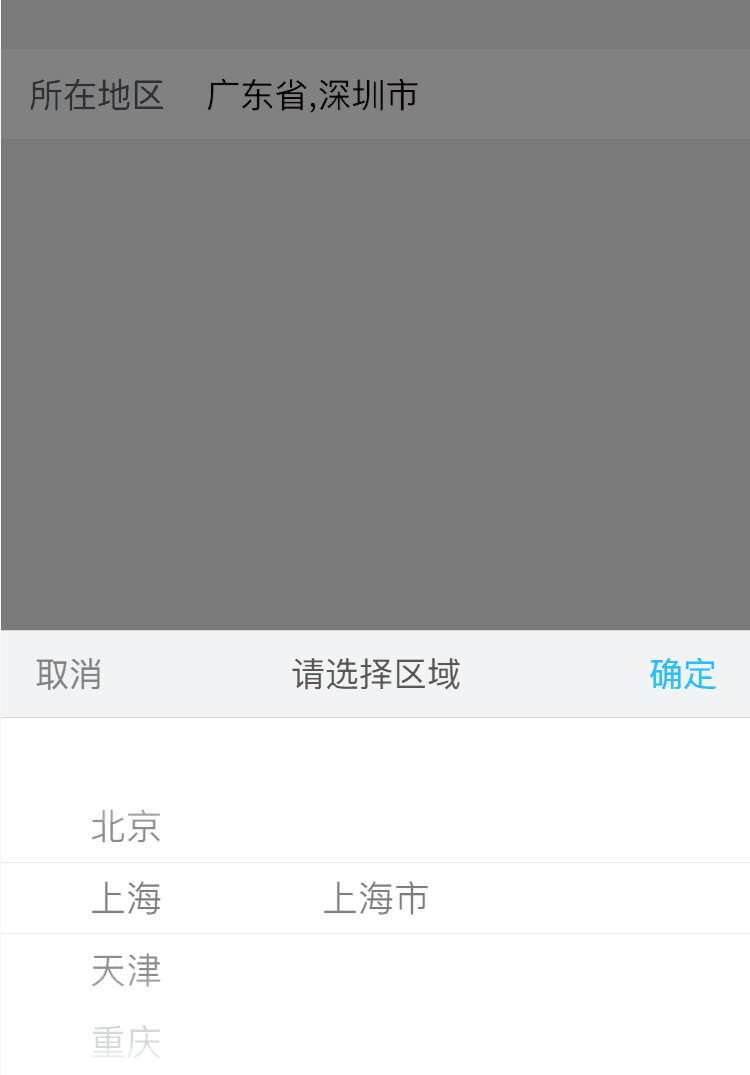 所在地区 广东省,深圳市
取消 请选择区域 确定
北京
上海 上海市
天津
重庆